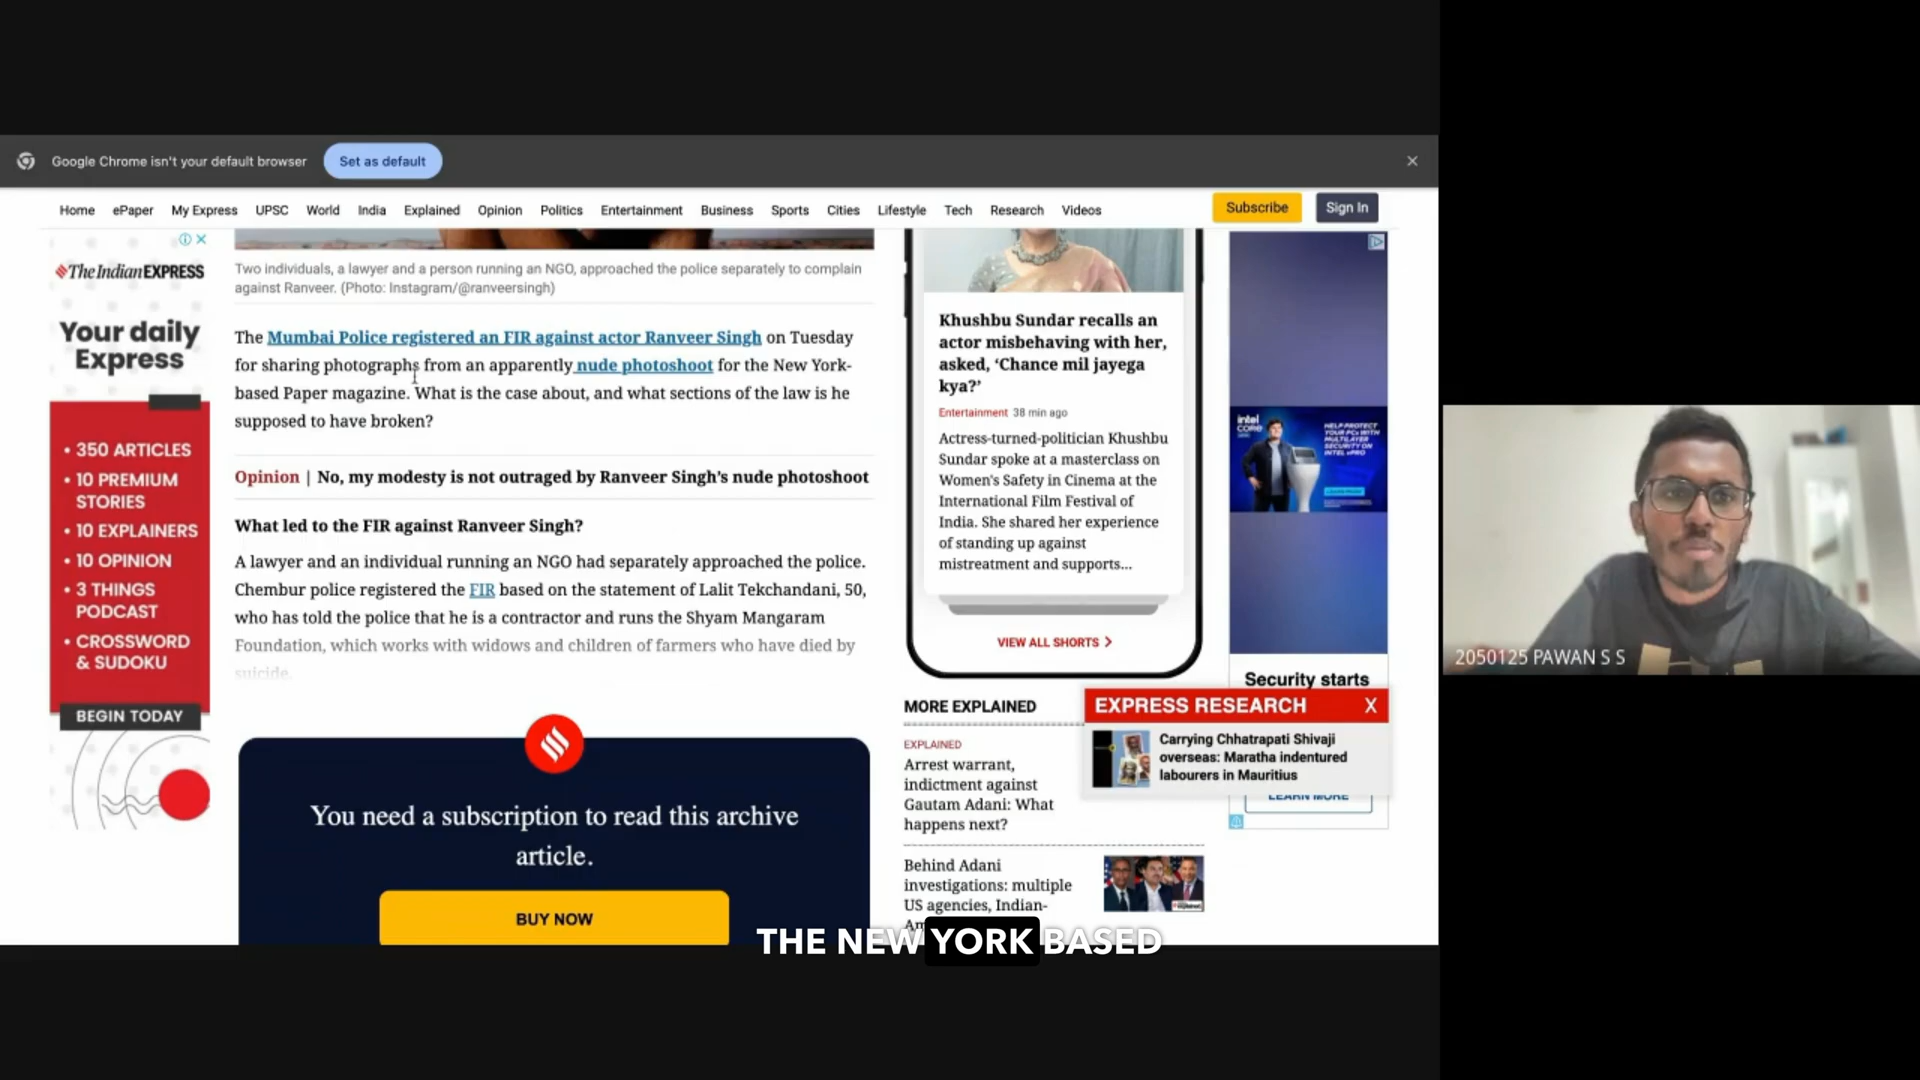 Google Chrome isn't your default browser
Set as default
Home ePaper My Express UPSC World India Explained Opinion Politics Entertainment Business Sports Cities Lifestyle Tech Research Videos
Subscribe
Sign In
The Indian EXPRESS
Your daily
Express
• 350 ARTICLES
• 10 PREMIUM
STORIES
• 10 EXPLAINERS
• 10 OPINION
• 3 THINGS
PODCAST
• CROSSWORD
& SUDOKU
BEGIN TODAY
Two individuals, a lawyer and a person running an NGO, approached the police separately to complain
against Ranveer. (Photo: Instagram/@ranveersingh)
The Mumbai Police registered an FIR against actor Ranveer Singh on Tuesday
for sharing photographs from an apparently nude photoshoot for the New York-
based Paper magazine. What is the case about, and what sections of the law is he
supposed to have broken?
Opinion | No, my modesty is not outraged by Ranveer Singh's nude photoshoot
What led to the FIR against Ranveer Singh?
A lawyer and an individual running an NGO had separately approached the police.
Chembur police registered the FIR based on the statement of Lalit Tekchandani, 50,
who has told the police that he is a contractor and runs the Shyam Mangaram
Foundation, which works with widows and children of farmers who have died by
suicide.
You need a subscription to read this archive
article.
BUY NOW
Khushbu Sundar recalls an
actor misbehaving with her,
asked, ‘Chance mil jayega
kya?’
Entertainment 38 min ago
Actress-turned-politician Khushbu
Sundar spoke at a masterclass on
Women's Safety in Cinema at the
International Film Festival of
India. She shared her experience
of standing up against
mistreatment and supports...
VIEW ALL SHORTS >
MORE EXPLAINED
EXPLAINED
Arrest warrant,
indictment against
Gautam Adani: What
happens next?
Behind Adani
investigations: multiple
US agencies, Indian-
intel
CORE
HELP PROTECT
YOUR PCs WITH
MULTILAYER
SECURITY ON
INTEL vPRO
Security starts
EXPRESS RESEARCH X
Carrying Chhatrapati Shivaji
overseas: Maratha indentured
labourers in Mauritius
LEARN MORE
THE NEW YORK BASED
2050125 PAWAN S S